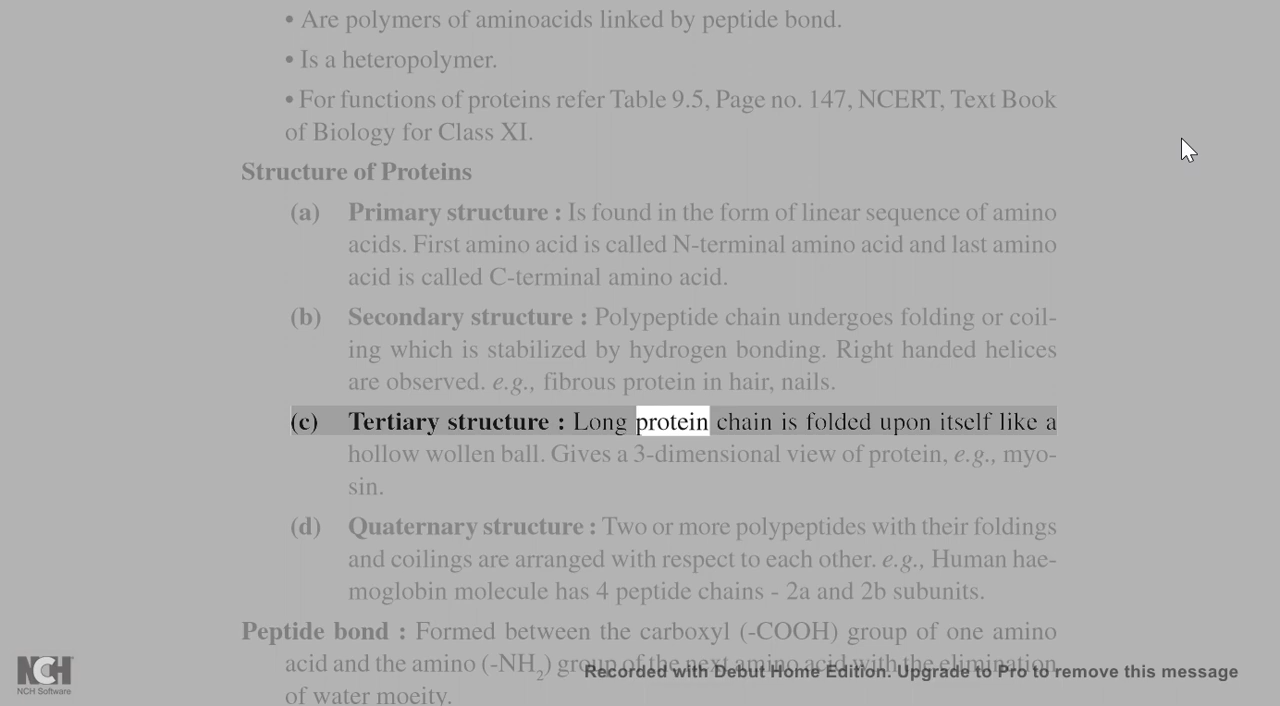 • Are polymers of aminoacids linked by peptide bond.
• Is a heteropolymer.
• For functions of proteins refer Table 9.5, Page no. 147, NCERT, Text Book
of Biology for Class XI.
Structure of Proteins
(a) Primary structure : Is found in the form of linear sequence of amino
acids. First amino acid is called N-terminal amino acid and last amino
acid is called C-terminal amino acid.
(b) Secondary structure : Polypeptide chain undergoes folding or coil-
ing which is stabilized by hydrogen bonding. Right handed helices
are observed. e.g., fibrous protein in hair, nails.
(c) Tertiary structure : Long protein chain is folded upon itself like a
hollow wollen ball. Gives a 3-dimensional view of protein, e.g., myo-
sin.
(d) Quaternary structure : Two or more polypeptides with their foldings
and coilings are arranged with respect to each other. e.g., Human hae-
moglobin molecule has 4 peptide chains - 2a and 2b subunits.
Peptide bond : Formed between the carboxyl (-COOH) group of one amino
acid and the amino (-NH2) group of the next amino acid with the elimination
of water moeity.
NCH
NCH Software
Recorded with Debut Home Edition. Upgrade to Pro to remove this message